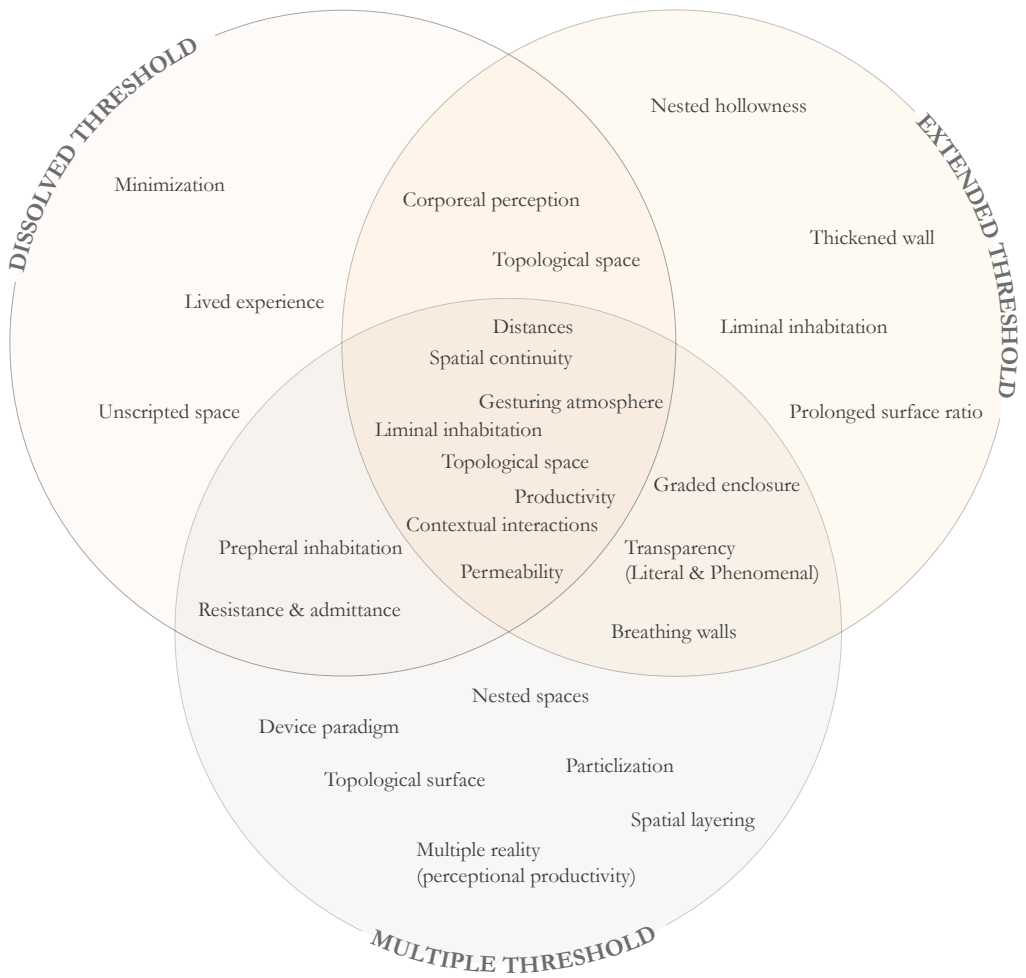 DISSOLVED THRESHOLD
EXTENDED THRESHOLD
Nested hollowness
Minimization
Corporeal perception
Thickened wall
Topological space
Lived experience
Distances
Liminal inhabitation
Spatial continuity
Gesturing atmosphere
Unscripted space
Prolonged surface ratio
Liminal inhabitation
Topological space
Graded enclosure
Productivity
Contextual interactions
Prepheral inhabitation
Transparency
(Literal & Phenomenal)
Permeability
Resistance & admittance
Breathing walls
Nested spaces
Device paradigm
Particlization
Topological surface
Spatial layering
Multiple reality
(perceptional productivity)
MULTIPLE THRESHOLD